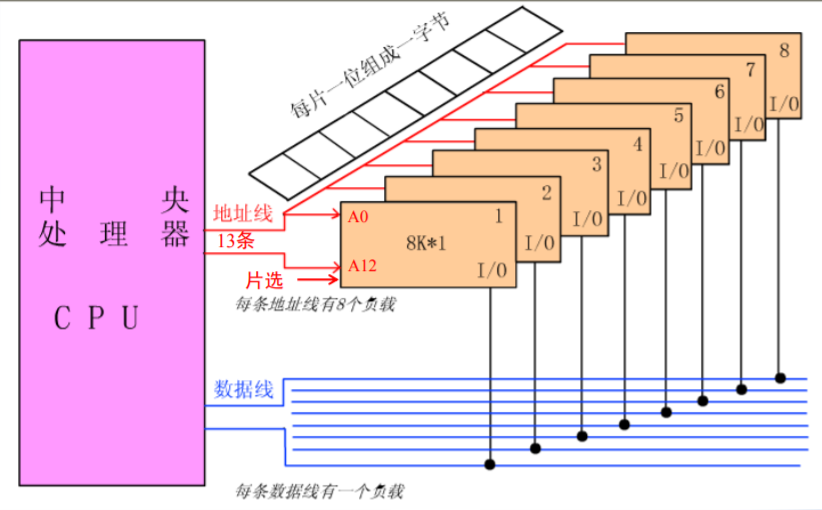 每片一位组成一字节
中央
处理器
CPU
地址线
13条
A0
A12
片选
8K*1
1
I/O
2
I/O
3
I/O
4
I/O
5
I/O
6
I/O
7
I/O
8
I/O
每条地址线有8个负载
数据线
每条数据线有一个负载